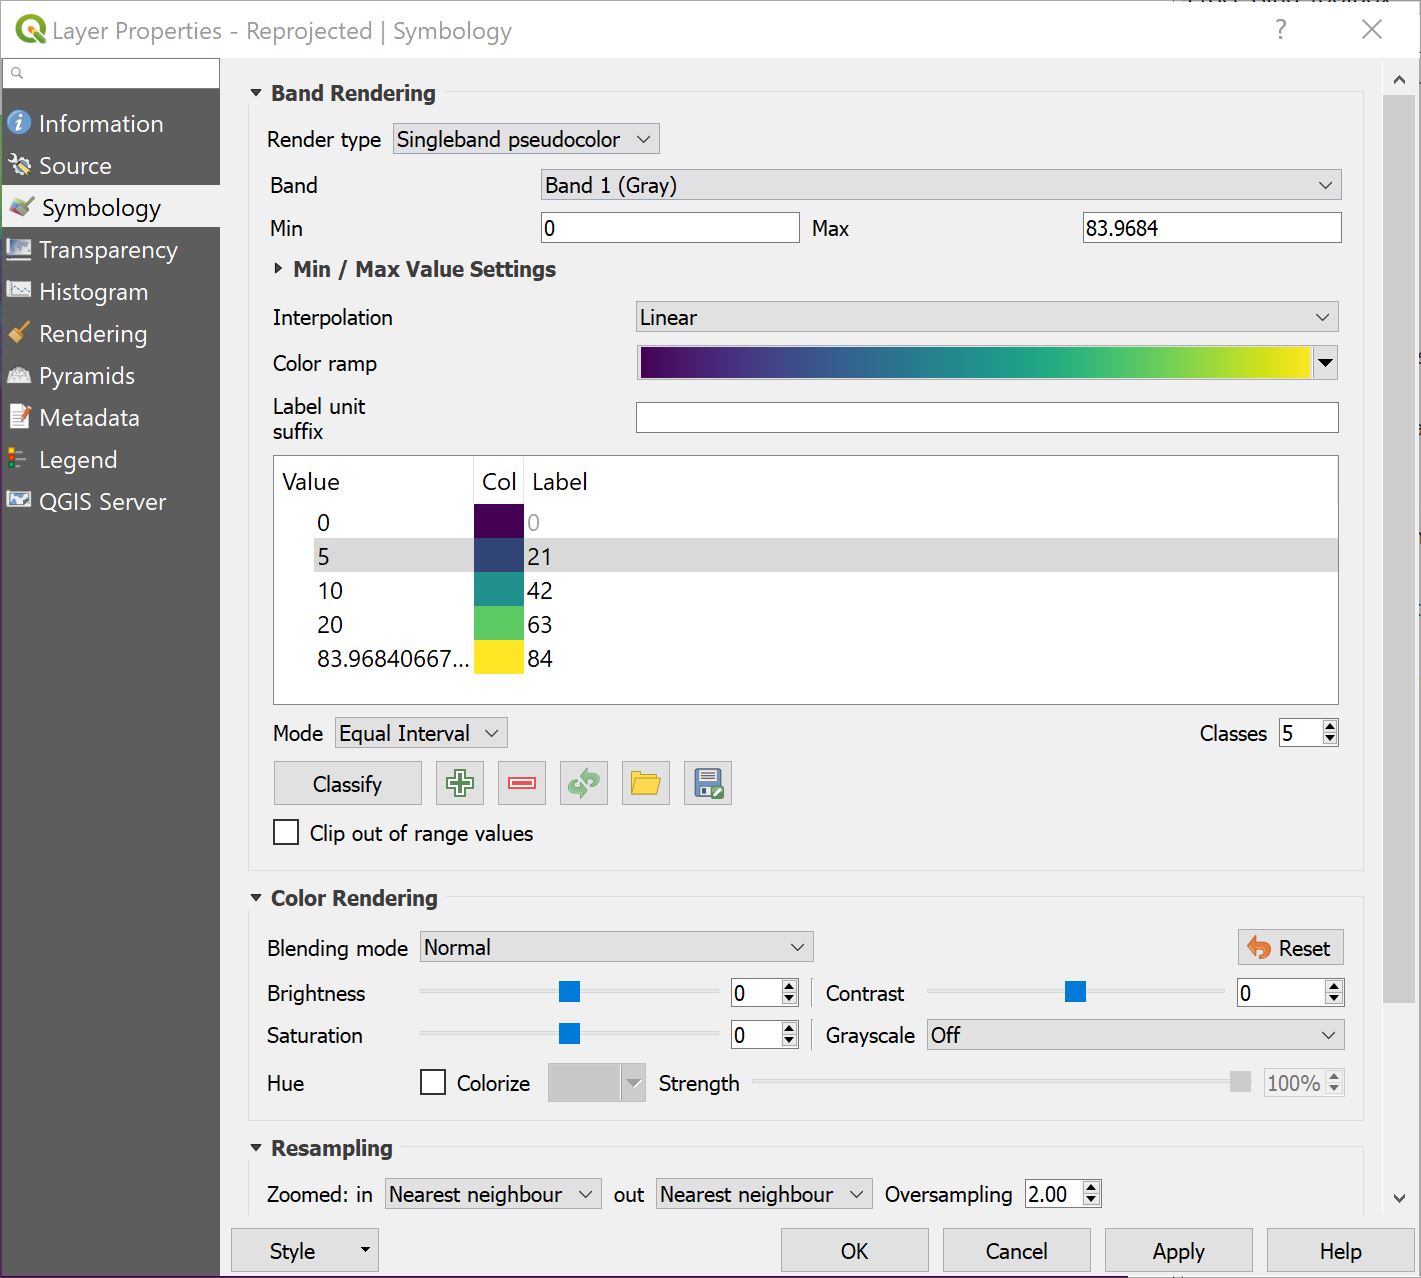 Layer Properties - Reprojected | Symbology
?
Information
Source
Symbology
Transparency
Histogram
Rendering
Pyramids
Metadata
Legend
QGIS Server
Band Rendering
Render type Singleband pseudocolor
Band Band 1 (Gray)
Min 0 Max 83.9684
Min / Max Value Settings
Interpolation Linear
Color ramp
Label unit
suffix
Value Col Label
0 0
5 21
10 42
20 63
83.96840667... 84
Mode Equal Interval Classes 5
Classify
Clip out of range values
Color Rendering
Blending mode Normal Reset
Brightness 0 Contrast 0
Saturation 0 Grayscale Off
Hue Colorize Strength 100%
Resampling
Zoomed: in Nearest neighbour out Nearest neighbour Oversampling 2.00
Style OK Cancel Apply Help